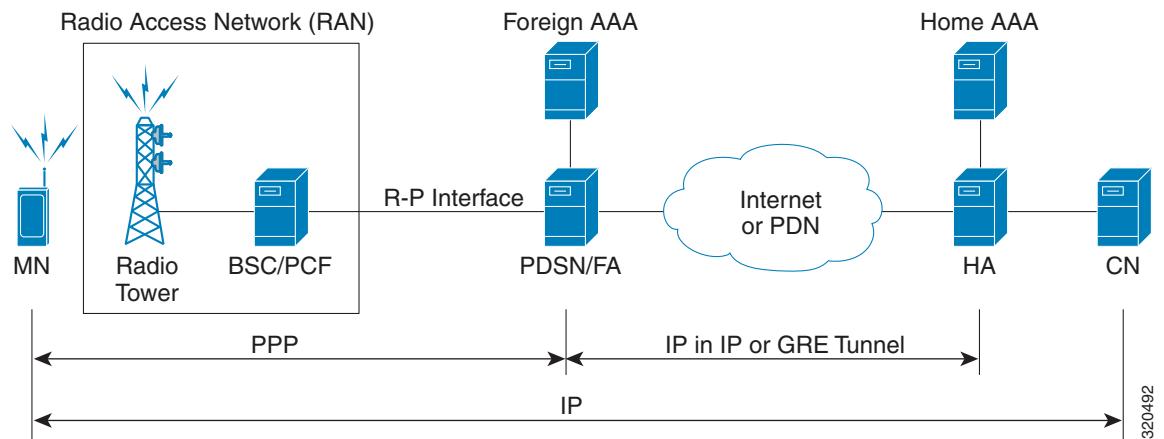 Radio Access Network (RAN)
Foreign AAA
Home AAA
R-P Interface
Internet
or PDN
MN
Radio
Tower
BSC/PCF
PDSN/FA
HA
CN
PPP
IP in IP or GRE Tunnel
IP
320492